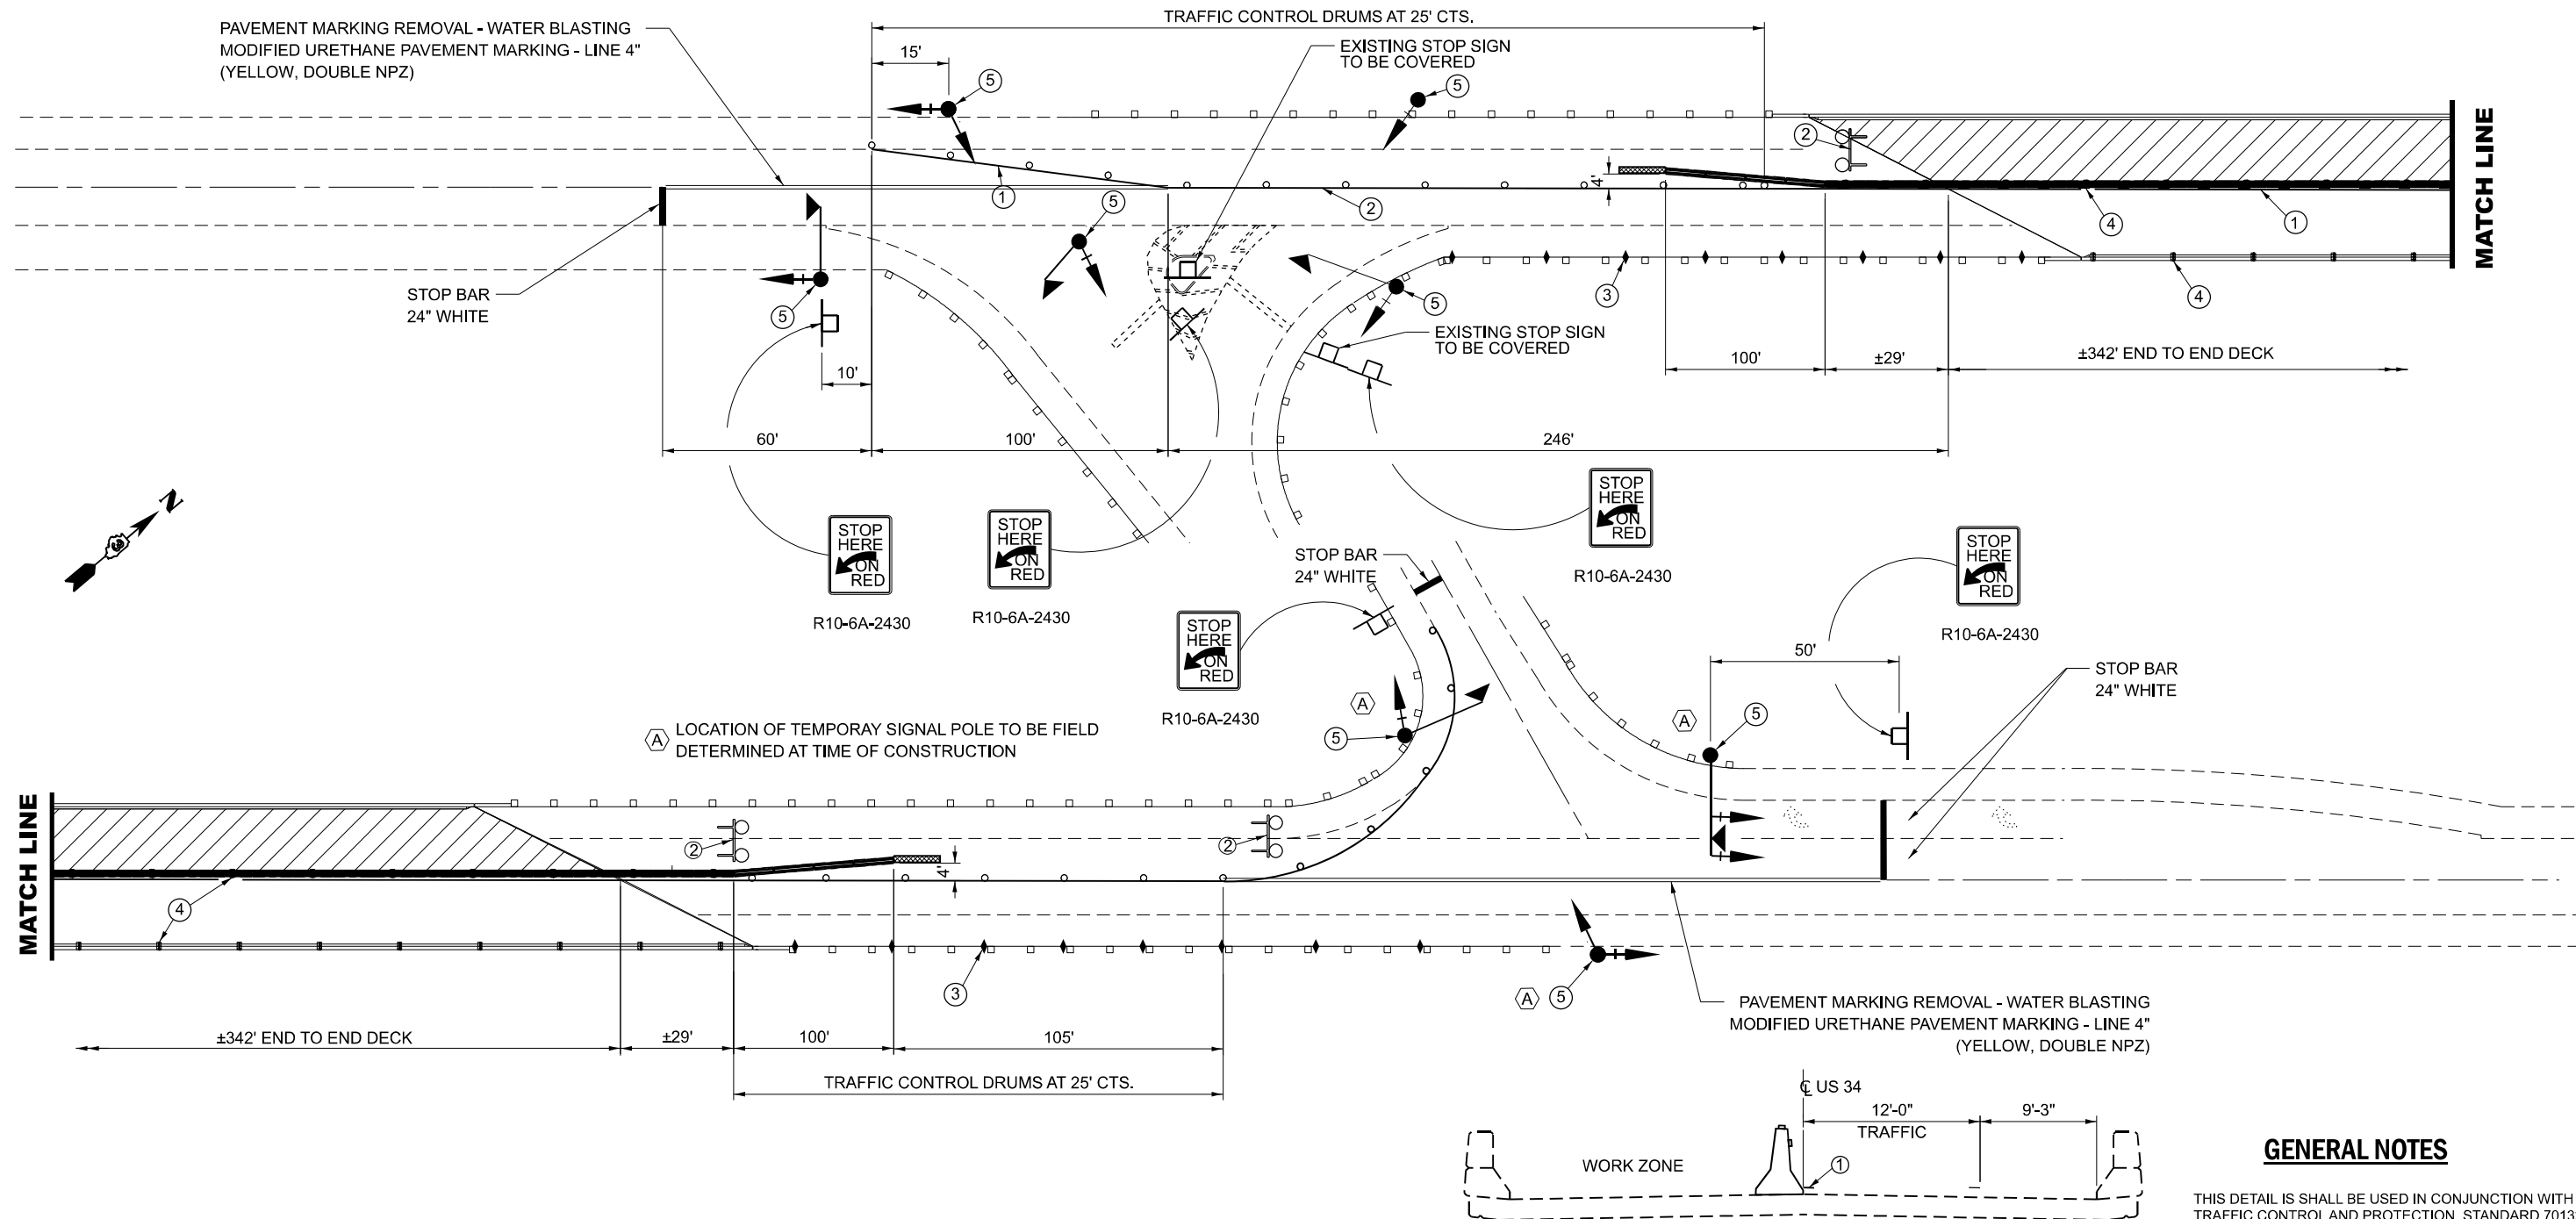 TRAFFIC CONTROL DRUMS AT 25' CTS.
PAVEMENT MARKING REMOVAL - WATER BLASTING
MODIFIED URETHANE PAVEMENT MARKING - LINE 4"
(YELLOW, DOUBLE NPZ)
15'
5
EXISTING STOP SIGN
TO BE COVERED
5
2
MATCH LINE
1
5
2
4'
4
1
STOP BAR
24" WHITE
5
5
3
4
EXISTING STOP SIGN
TO BE COVERED
10'
100'
±29'
±342' END TO END DECK
60'
100'
246'
N
STOP
HERE
ON
RED
R10-6A-2430
STOP
HERE
ON
RED
R10-6A-2430
STOP
HERE
ON
RED
R10-6A-2430
STOP BAR
24" WHITE
STOP
HERE
ON
RED
R10-6A-2430
STOP
HERE
ON
RED
R10-6A-2430
50'
STOP BAR
24" WHITE
A
LOCATION OF TEMPORAY SIGNAL POLE TO BE FIELD
DETERMINED AT TIME OF CONSTRUCTION
A
5
A
5
MATCH LINE
2
4'
2
4
3
A
5
PAVEMENT MARKING REMOVAL - WATER BLASTING
MODIFIED URETHANE PAVEMENT MARKING - LINE 4"
(YELLOW, DOUBLE NPZ)
±342' END TO END DECK
±29'
100'
105'
TRAFFIC CONTROL DRUMS AT 25' CTS.
℄ US 34
12'-0"
TRAFFIC
9'-3"
WORK ZONE
1
GENERAL NOTES
THIS DETAIL IS SHALL BE USED IN CONJUNCTION WITH
TRAFFIC CONTROL AND PROTECTION, STANDARD 7013